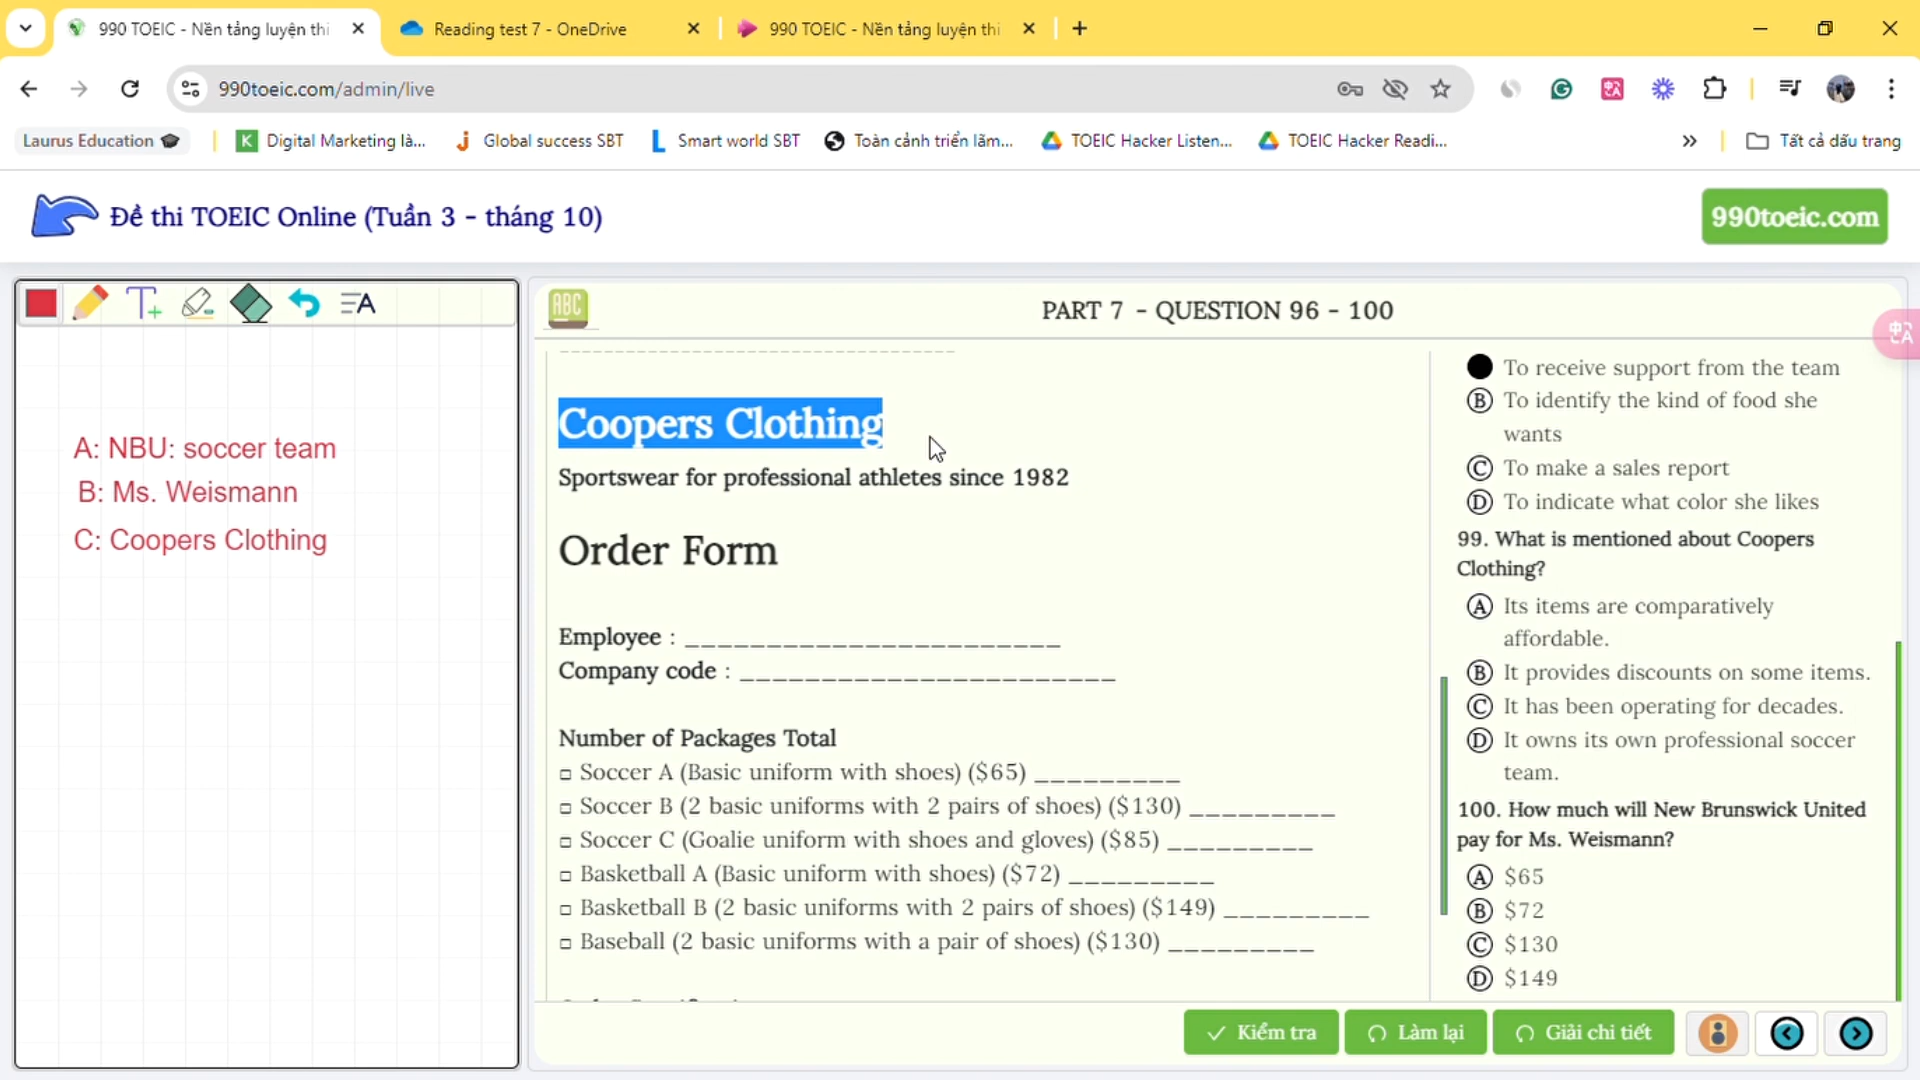 990 TOEIC - Nền tảng luyện thi
Reading test 7 - OneDrive
990 TOEIC - Nền tảng luyện thi
990toeic.com/admin/live
Laurus Education
Digital Marketing là...
Global success SBT
Smart world SBT
Toàn cảnh triển lãm...
TOEIC Hacker Listen...
TOEIC Hacker Readi...
Tất cả dấu trang
Đề thi TOEIC Online (Tuần 3 - tháng 10)
990toeic.com
A: NBU: soccer team
B: Ms. Weismann
C: Coopers Clothing
ABC
PART 7 - QUESTION 96 - 100
Coopers Clothing
Sportswear for professional athletes since 1982
Order Form
Employee : _______________________
Company code : _______________________
Number of Packages Total
□ Soccer A (Basic uniform with shoes) ($65) _________
□ Soccer B (2 basic uniforms with 2 pairs of shoes) ($130) _________
□ Soccer C (Goalie uniform with shoes and gloves) ($85) _________
□ Basketball A (Basic uniform with shoes) ($72) _________
□ Basketball B (2 basic uniforms with 2 pairs of shoes) ($149) _________
□ Baseball (2 basic uniforms with a pair of shoes) ($130) _________
To receive support from the team
B To identify the kind of food she
wants
C To make a sales report
D To indicate what color she likes
99. What is mentioned about Coopers
Clothing?
A Its items are comparatively
affordable.
B It provides discounts on some items.
C It has been operating for decades.
D It owns its own professional soccer
team.
100. How much will New Brunswick United
pay for Ms. Weismann?
A $65
B $72
C $130
D $149
Kiểm tra
Làm lại
Giải chi tiết